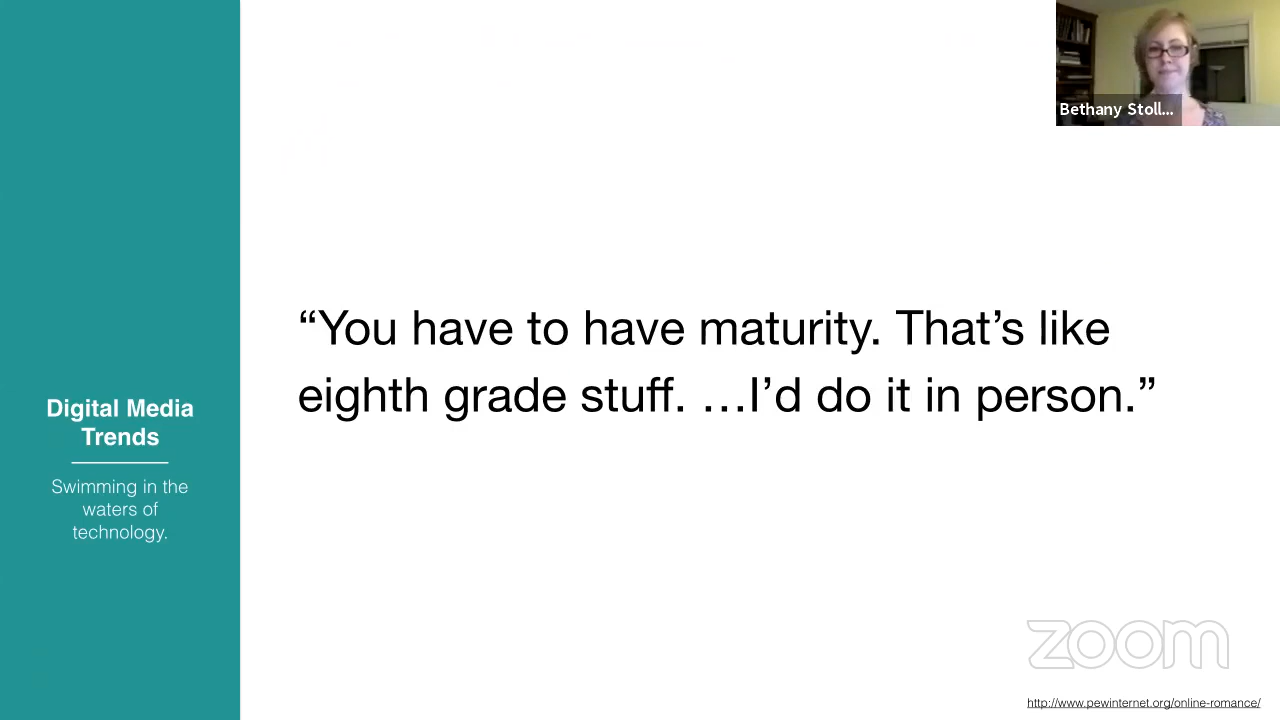 Bethany Stoll...
“You have to have maturity. That’s like
eighth grade stuff. …I’d do it in person.”
Digital Media
Trends
Swimming in the
waters of
technology.
zoom
http://www.pewinternet.org/online-romance/